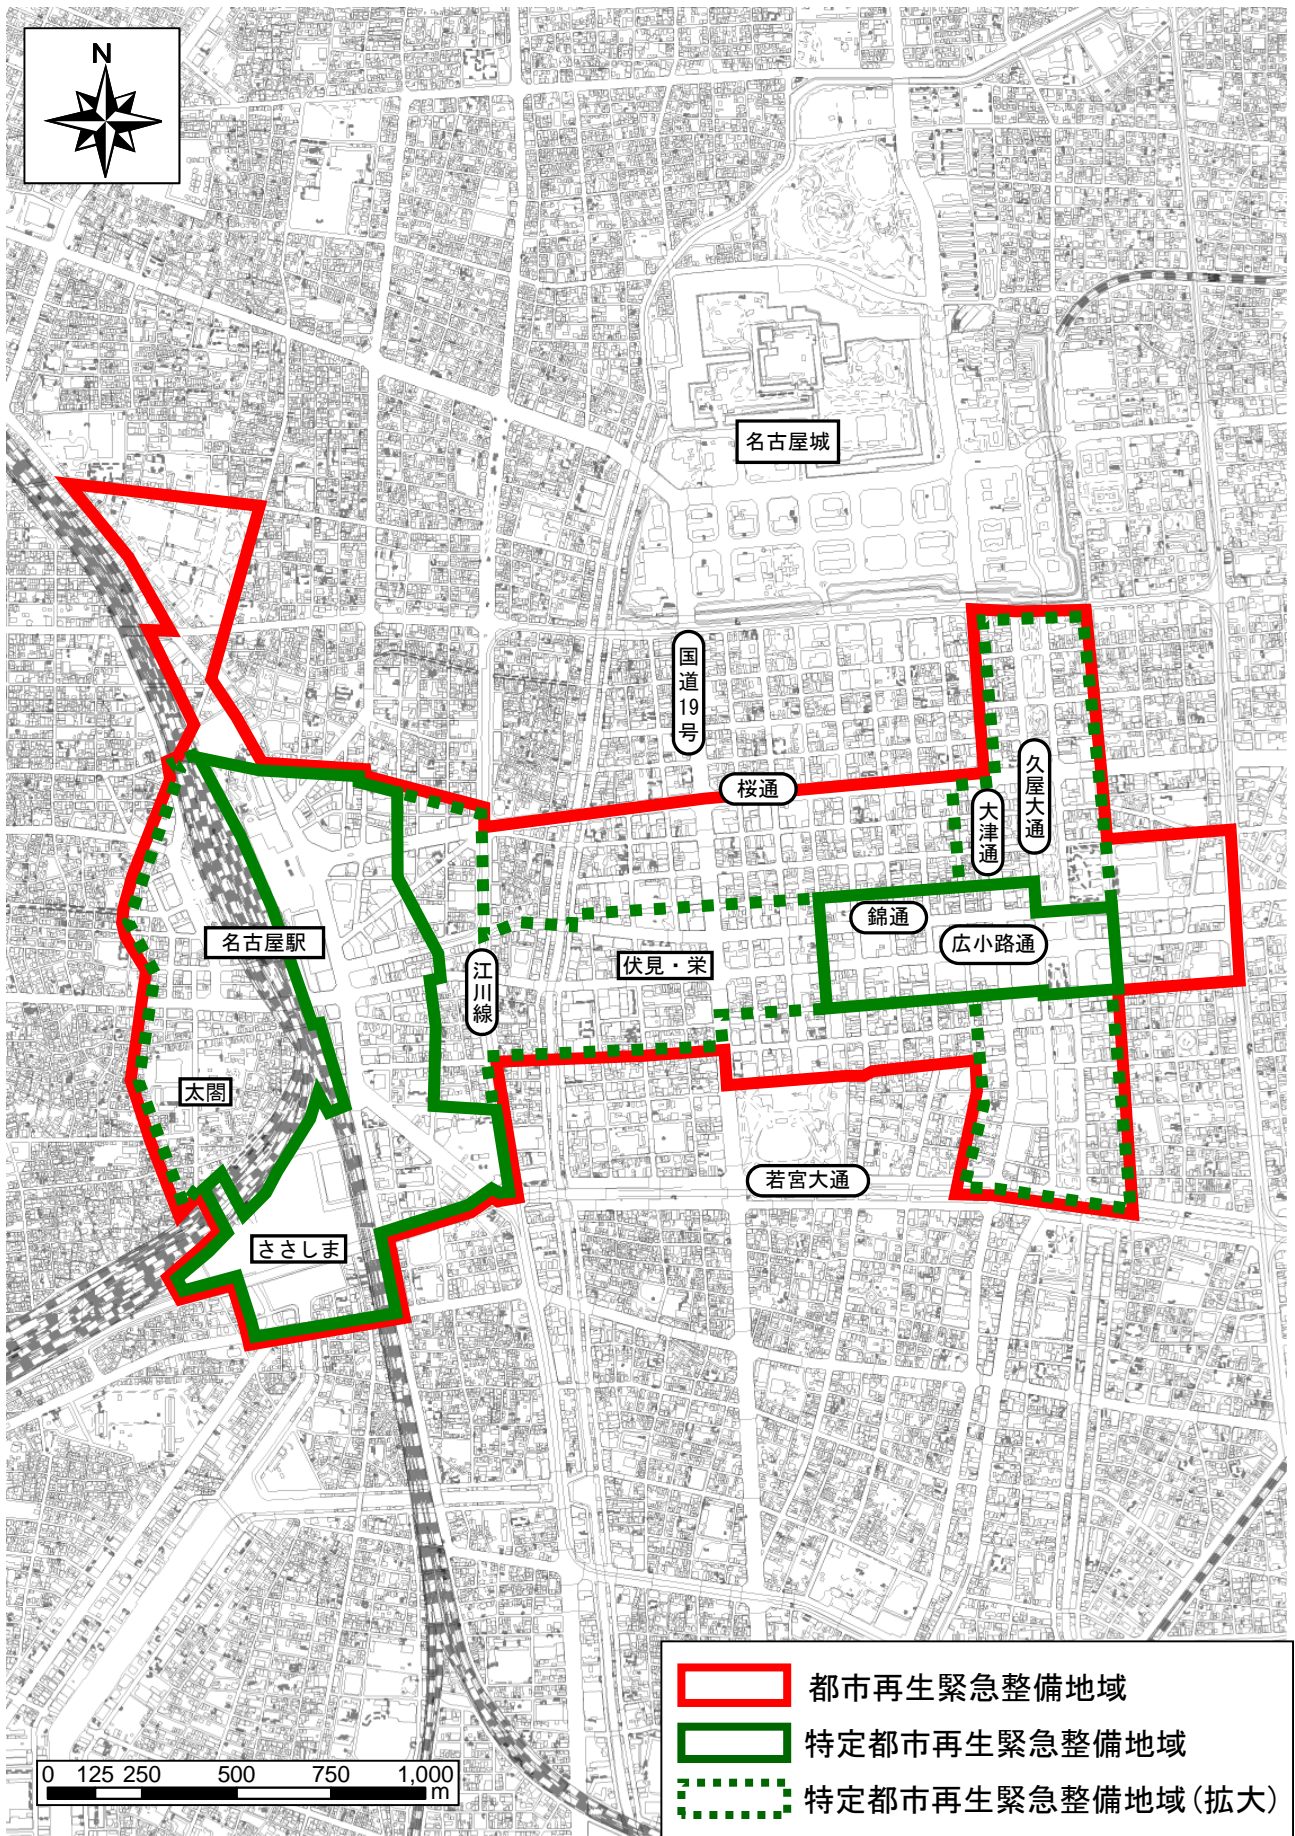 N
名古屋城
国道19号
久屋大通
桜通
大津通
錦通
名古屋駅
広小路通
伏見・栄
江川線
太閤
若宮大通
ささしま
都市再生緊急整備地域
特定都市再生緊急整備地域
特定都市再生緊急整備地域(拡大)
0 125 250 500 750 1,000
m